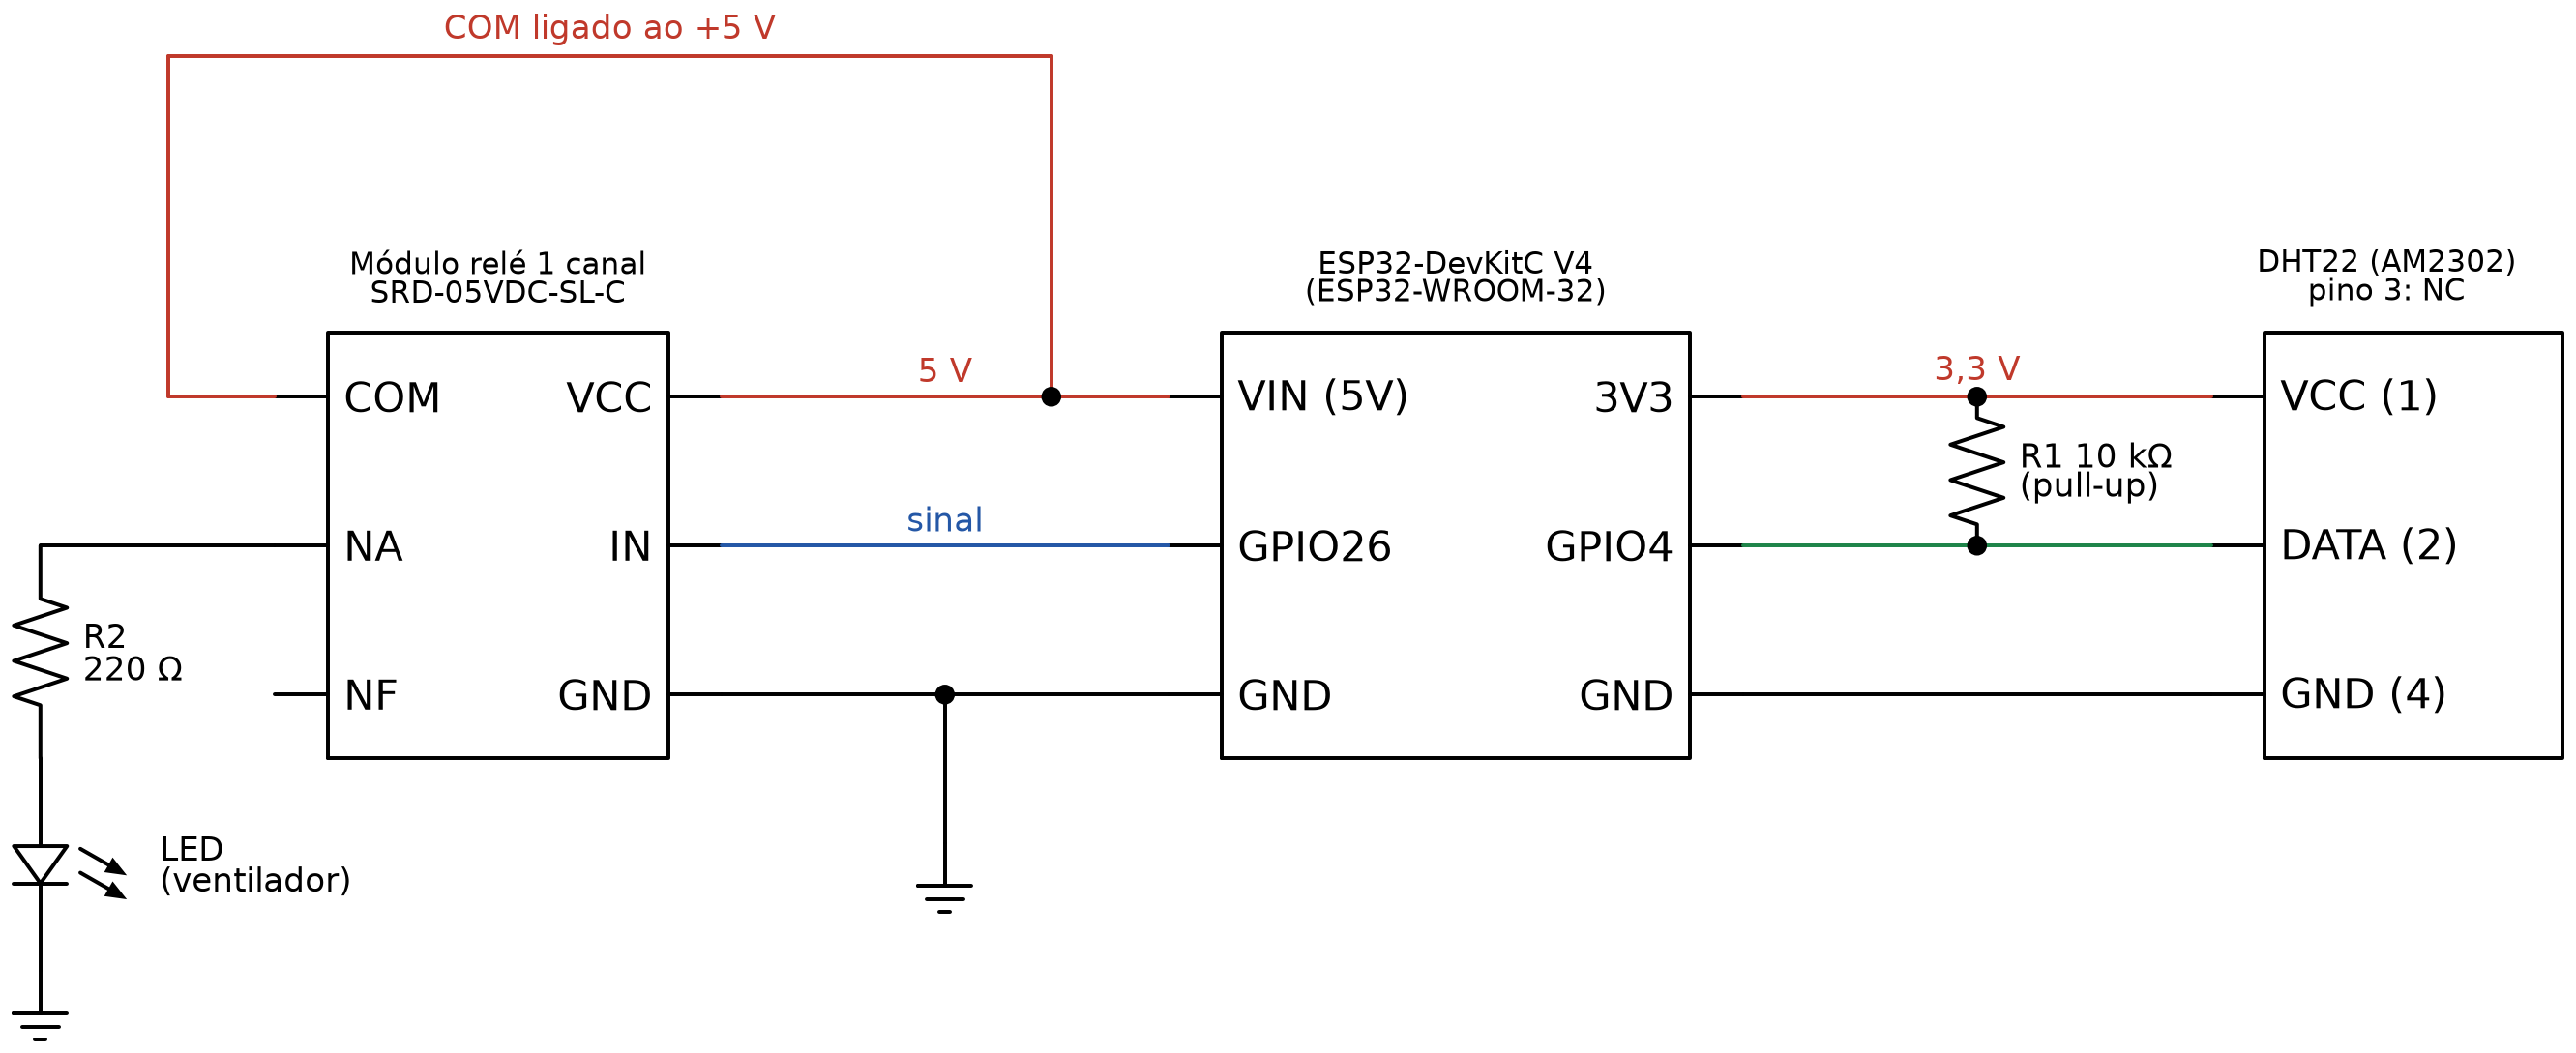 COM ligado ao +5 V
Módulo relé 1 canal
SRD-05VDC-SL-C
COM
VCC
NA
IN
NF
GND
5 V
sinal
R2
220 Ω
LED
(ventilador)
ESP32-DevKitC V4
(ESP32-WROOM-32)
VIN (5V)
3V3
GPIO26
GPIO4
GND
GND
3,3 V
R1 10 kΩ
(pull-up)
DHT22 (AM2302)
pino 3: NC
VCC (1)
DATA (2)
GND (4)